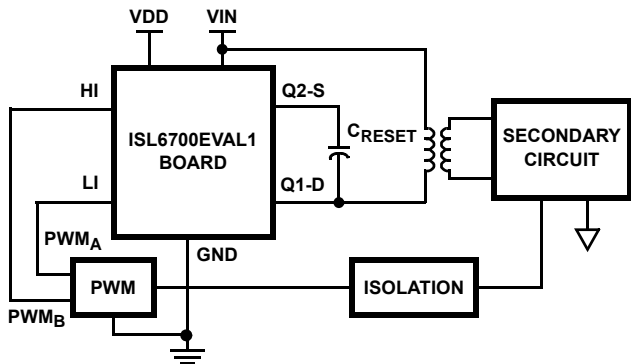 VDD
VIN
HI
Q2-S
ISL6700EVAL1
BOARD
CRESET
SECONDARY
CIRCUIT
LI
Q1-D
PWMA
GND
PWM
ISOLATION
PWMB